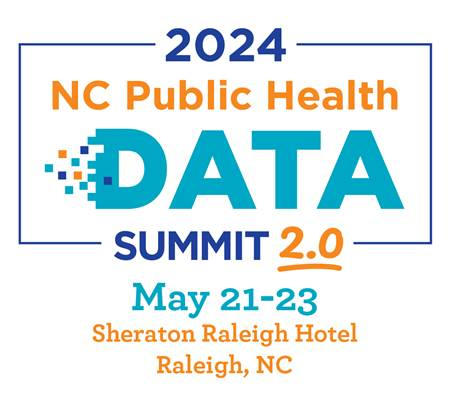 2024
NC Public Health
DATA
SUMMIT 2.0
May 21-23
Sheraton Raleigh Hotel
Raleigh, NC